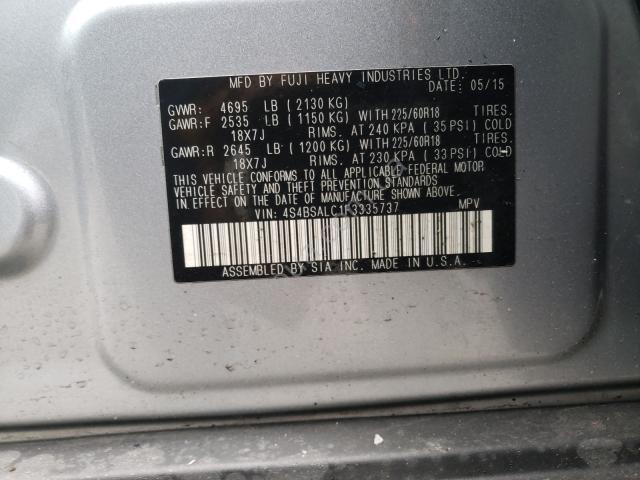 MFD BY FUJI HEAVY INDUSTRIES LTD.
DATE: 05/15
GVWR: 4695 LB ( 2130 KG)
GAWR:F 2535 LB ( 1150 KG) WITH 225/60R18 TIRES.
18X7J RIMS. AT 240 KPA ( 35 PSI) COLD
GAWR:R 2645 LB ( 1200 KG) WITH 225/60R18 TIRES.
18X7J RIMS. AT 230 KPA ( 33 PSI) COLD
THIS VEHICLE CONFORMS TO ALL APPLICABLE FEDERAL MOTOR
VEHICLE SAFETY AND THEFT PREVENTION STANDARDS
IN EFFECT ON THE DATE OF MANUFACTURE SHOWN ABOVE.
VIN: 4S4BSALC1F3335737 MPV
ASSEMBLED BY SIA INC. MADE IN U.S.A.